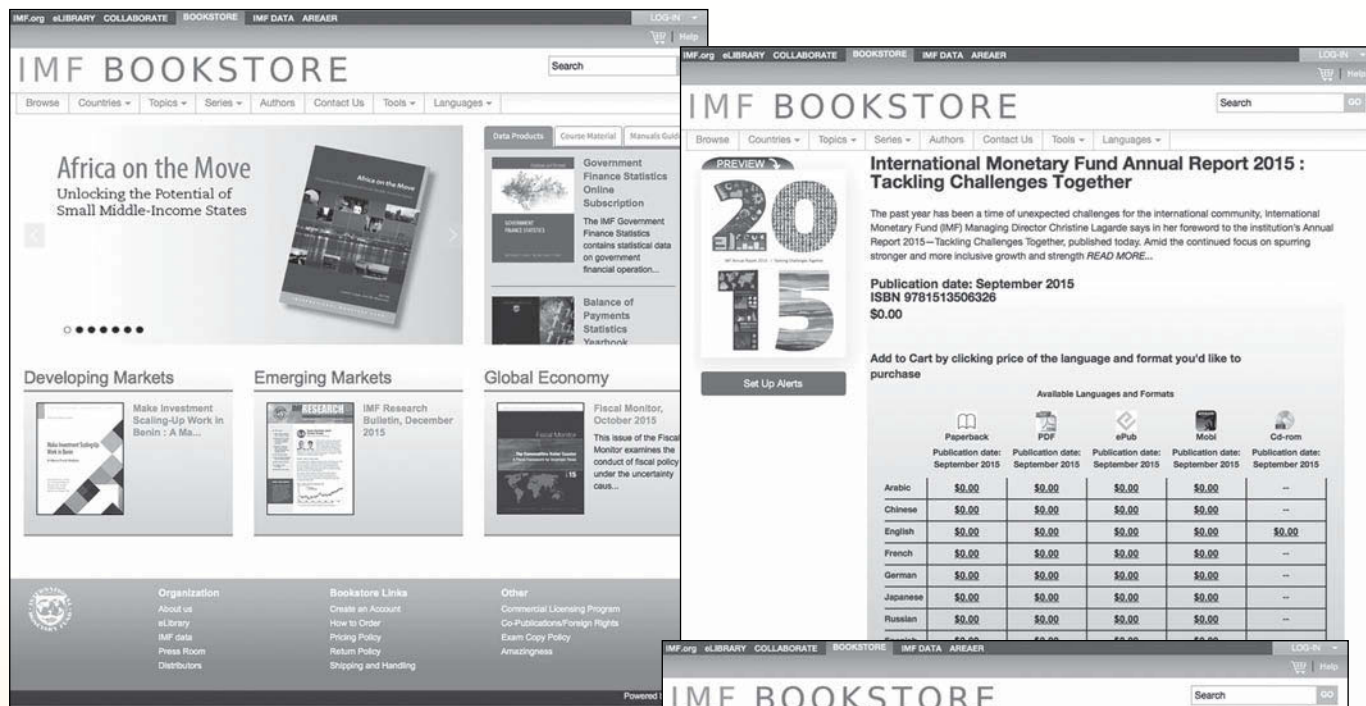 IMF.org eLIBRARY COLLABORATE BOOKSTORE IMF DATA AREAER LOG-IN
Help
IMF BOOKSTORE
Search
Browse Countries Topics Series Authors Contact Us Tools Languages
Africa on the Move
Unlocking the Potential of
Small Middle-Income States
Africa on the Move
Data Products Course Material Manuals Guid
GOVERNMENT
FINANCE STATISTICS
Government
Finance Statistics
Online
Subscription
The IMF Government
Finance Statistics
contains statistical data
on government
financial operation...
Balance of
Payments
Statistics
Yearbook
Developing Markets
Make Investment Scaling-Up
Work in Benin
Make Investment
Scaling-Up Work in
Benin : A Ma...
Emerging Markets
IMF RESEARCH
IMF Research
Bulletin, December
2015
Global Economy
Fiscal Monitor
15
Fiscal Monitor,
October 2015
This issue of the Fiscal
Monitor examines the
conduct of fiscal policy
under the uncertainty
caus...
INTERNATIONAL MONETARY FUND
Organization
About us
eLibrary
IMF data
Press Room
Distributors
Bookstore Links
Create an Account
How to Order
Pricing Policy
Return Policy
Shipping and Handling
Other
Commercial Licensing Program
Co-Publications/Foreign Rights
Exam Copy Policy
Amazingness
Powered
IMF.org eLIBRARY COLLABORATE BOOKSTORE IMF DATA AREAER LOG-IN
Help
IMF BOOKSTORE
Search GO
Browse Countries Topics Series Authors Contact Us Tools Languages
PREVIEW
20
IMF Annual Report 2015 / Tackling Challenges Together
15
Set Up Alerts
International Monetary Fund Annual Report 2015 :
Tackling Challenges Together
The past year has been a time of unexpected challenges for the international community, International
Monetary Fund (IMF) Managing Director Christine Lagarde says in her foreword to the institution's Annual
Report 2015—Tackling Challenges Together, published today. Amid the continued focus on spurring
stronger and more inclusive growth and strength READ MORE...
Publication date: September 2015
ISBN 9781513506326
$0.00
Add to Cart by clicking price of the language and format you'd like to
purchase
Available Languages and Formats
Paperback PDF ePub Mobi Cd-rom
Publication date: Publication date: Publication date: Publication date: Publication date:
September 2015 September 2015 September 2015 September 2015 September 2015
Arabic $0.00 $0.00 $0.00 $0.00 --
Chinese $0.00 $0.00 $0.00 $0.00 --
English $0.00 $0.00 $0.00 $0.00 $0.00
French $0.00 $0.00 $0.00 $0.00 --
German $0.00 $0.00 $0.00 $0.00 --
Japanese $0.00 $0.00 $0.00 $0.00 --
Russian $0.00 $0.00 $0.00 $0.00 --
IMF.org eLIBRARY COLLABORATE BOOKSTORE IMF DATA AREAER LOG-IN
Help
IMF BOOKSTORE
Search GO